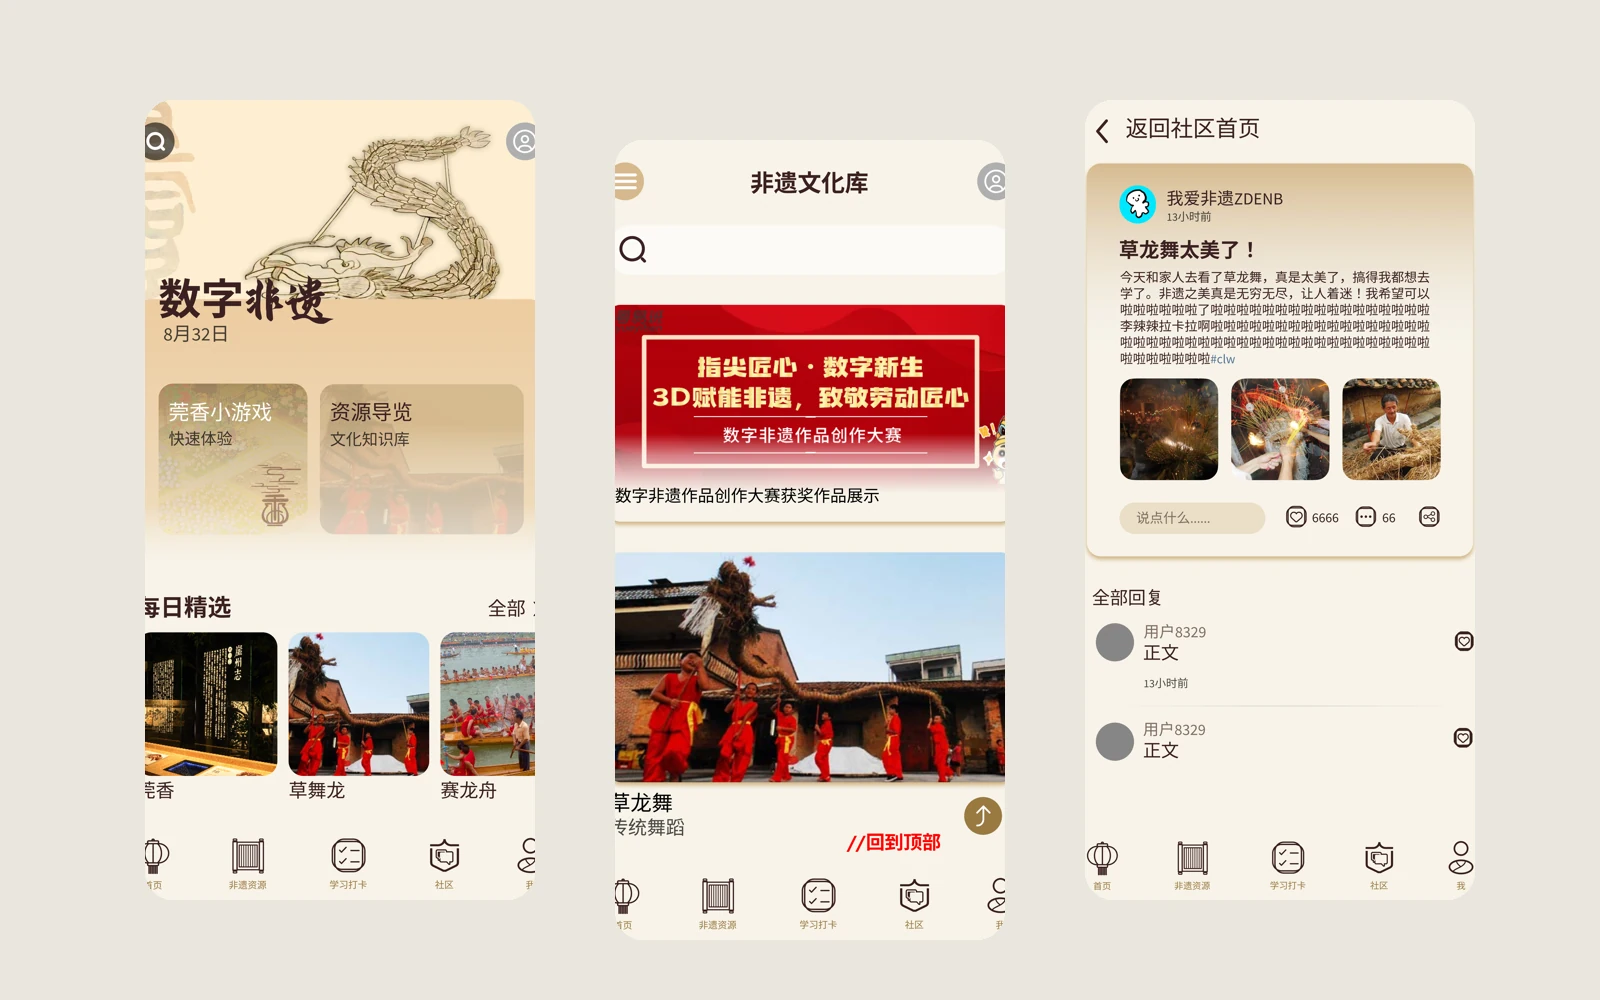 数字非遗
8月32日
莞香小游戏
快速体验
资源导览
文化知识库
每日精选
全部
莞香
草舞龙
赛龙舟
首页
非遗资源
学习打卡
社区
我
非遗文化库
指尖匠心·数字新生
3D赋能非遗，致敬劳动匠心
数字非遗作品创作大赛
数字非遗作品创作大赛获奖作品展示
草龙舞
传统舞蹈
//回到顶部
首页
非遗资源
学习打卡
社区
我
返回社区首页
我爱非遗ZDENB
13小时前
草龙舞太美了！
今天和家人去看了草龙舞，真是太美了，搞得我都想去
学了。非遗之美真是无穷无尽，让人着迷！我希望可以
啦啦啦啦啦啦了啦啦啦啦啦啦啦啦啦啦啦啦啦啦啦啦啦
李辣辣拉卡拉啊啦啦啦啦啦啦啦啦啦啦啦啦啦啦啦啦啦
啦啦啦啦啦啦啦啦啦啦啦啦啦啦啦啦啦啦啦啦啦啦啦啦
啦啦啦啦啦啦啦#clw
说点什么......
6666
66
全部回复
用户8329
正文
13小时前
用户8329
正文
首页
非遗资源
学习打卡
社区
我